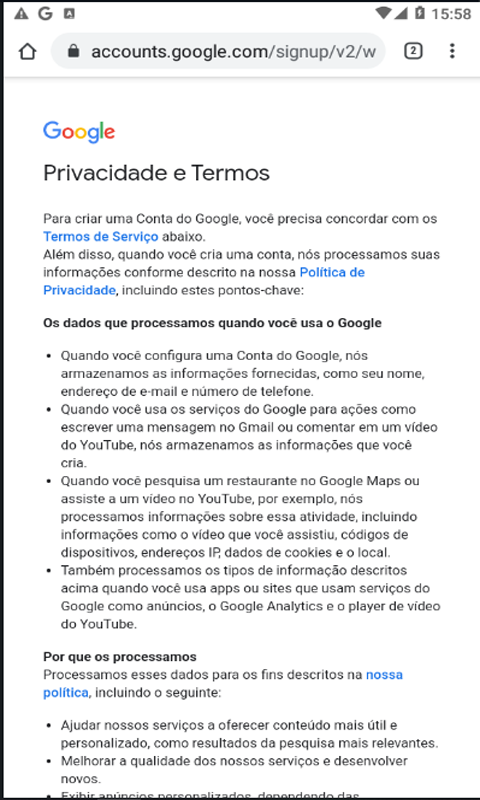 15:58
accounts.google.com/signup/v2/w
2
Google
Privacidade e Termos
Para criar uma Conta do Google, você precisa concordar com os
Termos de Serviço abaixo.
Além disso, quando você cria uma conta, nós processamos suas
informações conforme descrito na nossa Política de
Privacidade, incluindo estes pontos-chave:
Os dados que processamos quando você usa o Google
• Quando você configura uma Conta do Google, nós
armazenamos as informações fornecidas, como seu nome,
endereço de e-mail e número de telefone.
• Quando você usa os serviços do Google para ações como
escrever uma mensagem no Gmail ou comentar em um vídeo
do YouTube, nós armazenamos as informações que você
cria.
• Quando você pesquisa um restaurante no Google Maps ou
assiste a um vídeo no YouTube, por exemplo, nós
processamos informações sobre essa atividade, incluindo
informações como o vídeo que você assistiu, códigos de
dispositivos, endereços IP, dados de cookies e o local.
• Também processamos os tipos de informação descritos
acima quando você usa apps ou sites que usam serviços do
Google como anúncios, o Google Analytics e o player de vídeo
do YouTube.
Por que os processamos
Processamos esses dados para os fins descritos na nossa
política, incluindo o seguinte:
• Ajudar nossos serviços a oferecer conteúdo mais útil e
personalizado, como resultados da pesquisa mais relevantes.
• Melhorar a qualidade dos nossos serviços e desenvolver
novos.
• Exibir anúncios personalizados, dependendo das